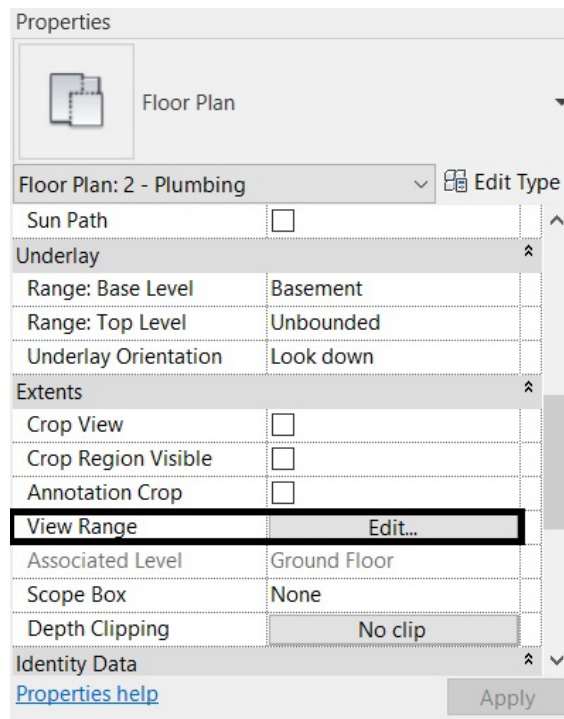 Properties
Floor Plan
Floor Plan: 2 - Plumbing Edit Type
Sun Path
Underlay
Range: Base Level Basement
Range: Top Level Unbounded
Underlay Orientation Look down
Extents
Crop View
Crop Region Visible
Annotation Crop
View Range Edit...
Associated Level Ground Floor
Scope Box None
Depth Clipping No clip
Identity Data
Properties help Apply